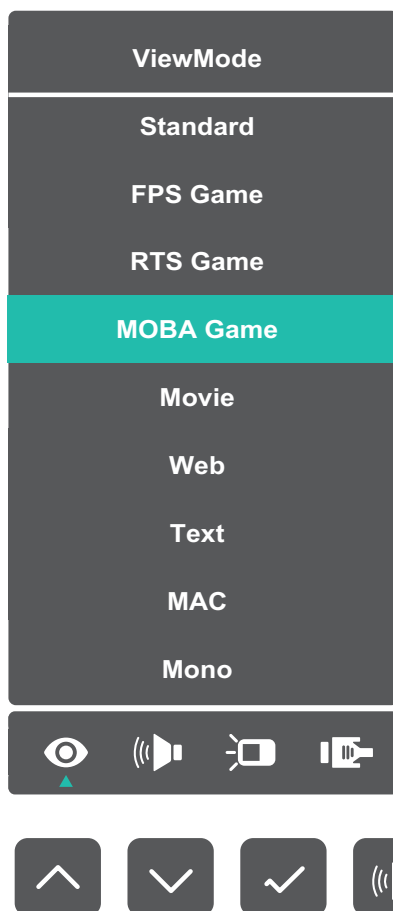 ViewMode
Standard
FPS Game
RTS Game
MOBA Game
Movie
Web
Text
MAC
Mono